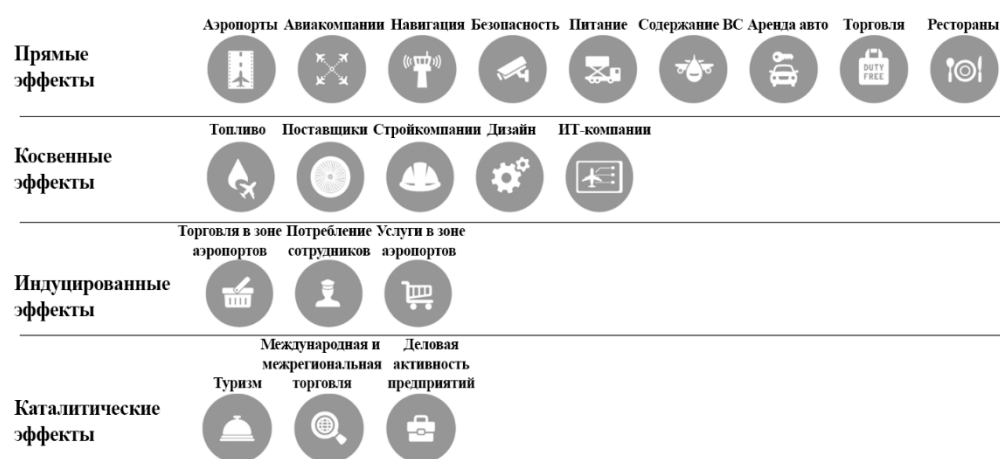 Аэропорты Авиакомпании Навигация Безопасность Питание Содержание ВС Аренда авто Торговля Рестораны
Прямые
эффекты
DUTY
FREE
Топливо Поставщики Стройкомпании Дизайн ИТ-компании
Косвенные
эффекты
Торговля в зоне Потребление Услуги в зоне
аэропортов сотрудников аэропортов
Индуцированные
эффекты
Международная и Деловая
межрегиональная активность
Туризм торговля предприятий
Каталитические
эффекты